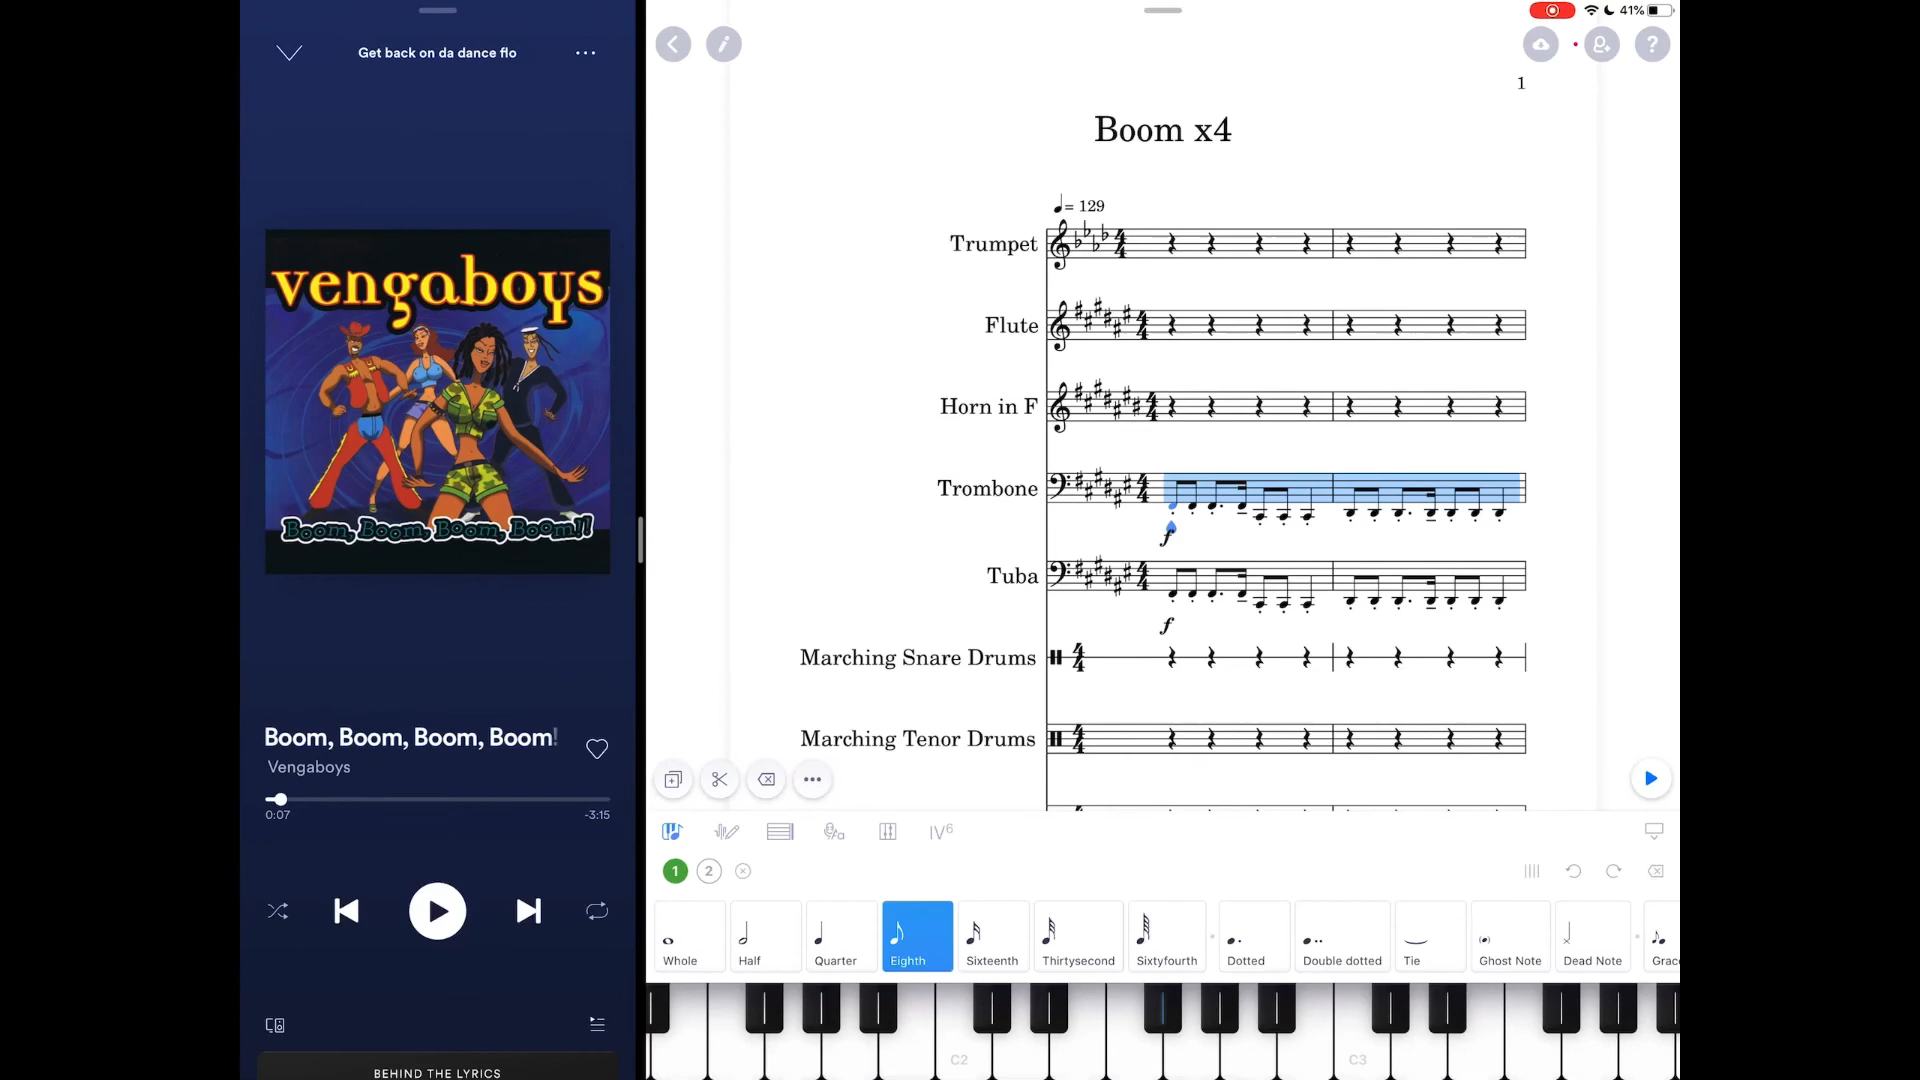 Get back on da dance flo
vengaboys
Boom, Boom, Boom, Boom!!
Boom, Boom, Boom, Boom!
Vengaboys
0:07
-3:15
BEHIND THE LYRICS
41%
1
Boom x4
= 129
Trumpet
Flute
Horn in F
Trombone
f
Tuba
f
Marching Snare Drums
Marching Tenor Drums
IV6
1 2
Whole Half Quarter Eighth Sixteenth Thirtysecond Sixtyfourth Dotted Double dotted Tie Ghost Note Dead Note Grac
C2 C3